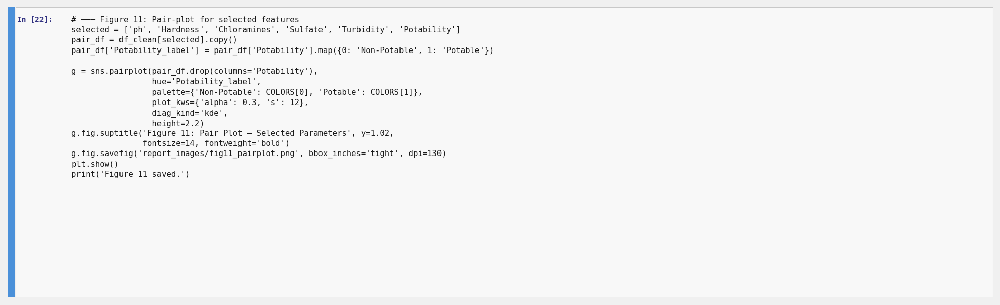 In [22]: # ─── Figure 11: Pair-plot for selected features
selected = ['ph', 'Hardness', 'Chloramines', 'Sulfate', 'Turbidity', 'Potability']
pair_df = df_clean[selected].copy()
pair_df['Potability_label'] = pair_df['Potability'].map({0: 'Non-Potable', 1: 'Potable'})

g = sns.pairplot(pair_df.drop(columns='Potability'),
                 hue='Potability_label',
                 palette={'Non-Potable': COLORS[0], 'Potable': COLORS[1]},
                 plot_kws={'alpha': 0.3, 's': 12},
                 diag_kind='kde',
                 height=2.2)
g.fig.suptitle('Figure 11: Pair Plot — Selected Parameters', y=1.02,
               fontsize=14, fontweight='bold')
g.fig.savefig('report_images/fig11_pairplot.png', bbox_inches='tight', dpi=130)
plt.show()
print('Figure 11 saved.')